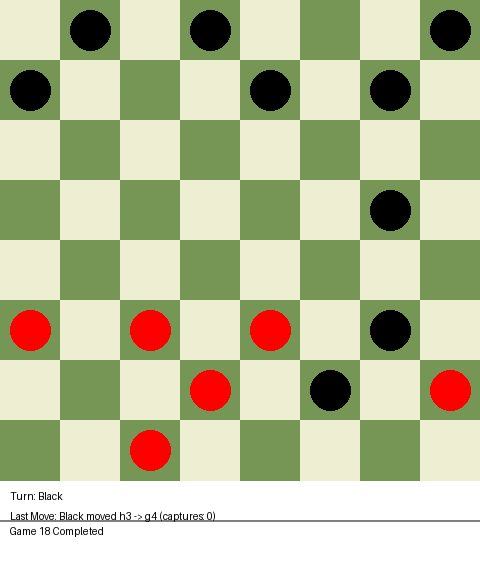 Turn: Black
Last Move: Black moved h3 -> g4 (captures: 0)
Game 18 Completed